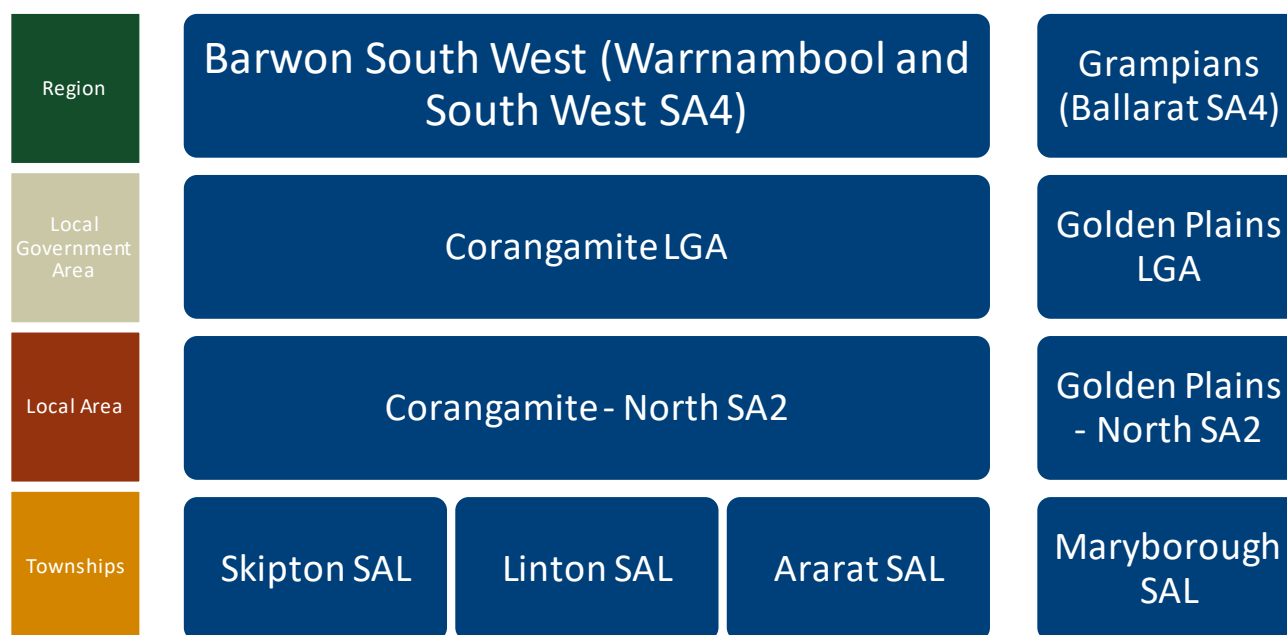 Region
Barwon South West (Warrnambool and
South West SA4)
Grampians
(Ballarat SA4)
Local
Government
Area
Corangamite LGA
Golden Plains
LGA
Local Area
Corangamite - North SA2
Golden Plains
- North SA2
Townships
Skipton SAL
Linton SAL
Ararat SAL
Maryborough
SAL